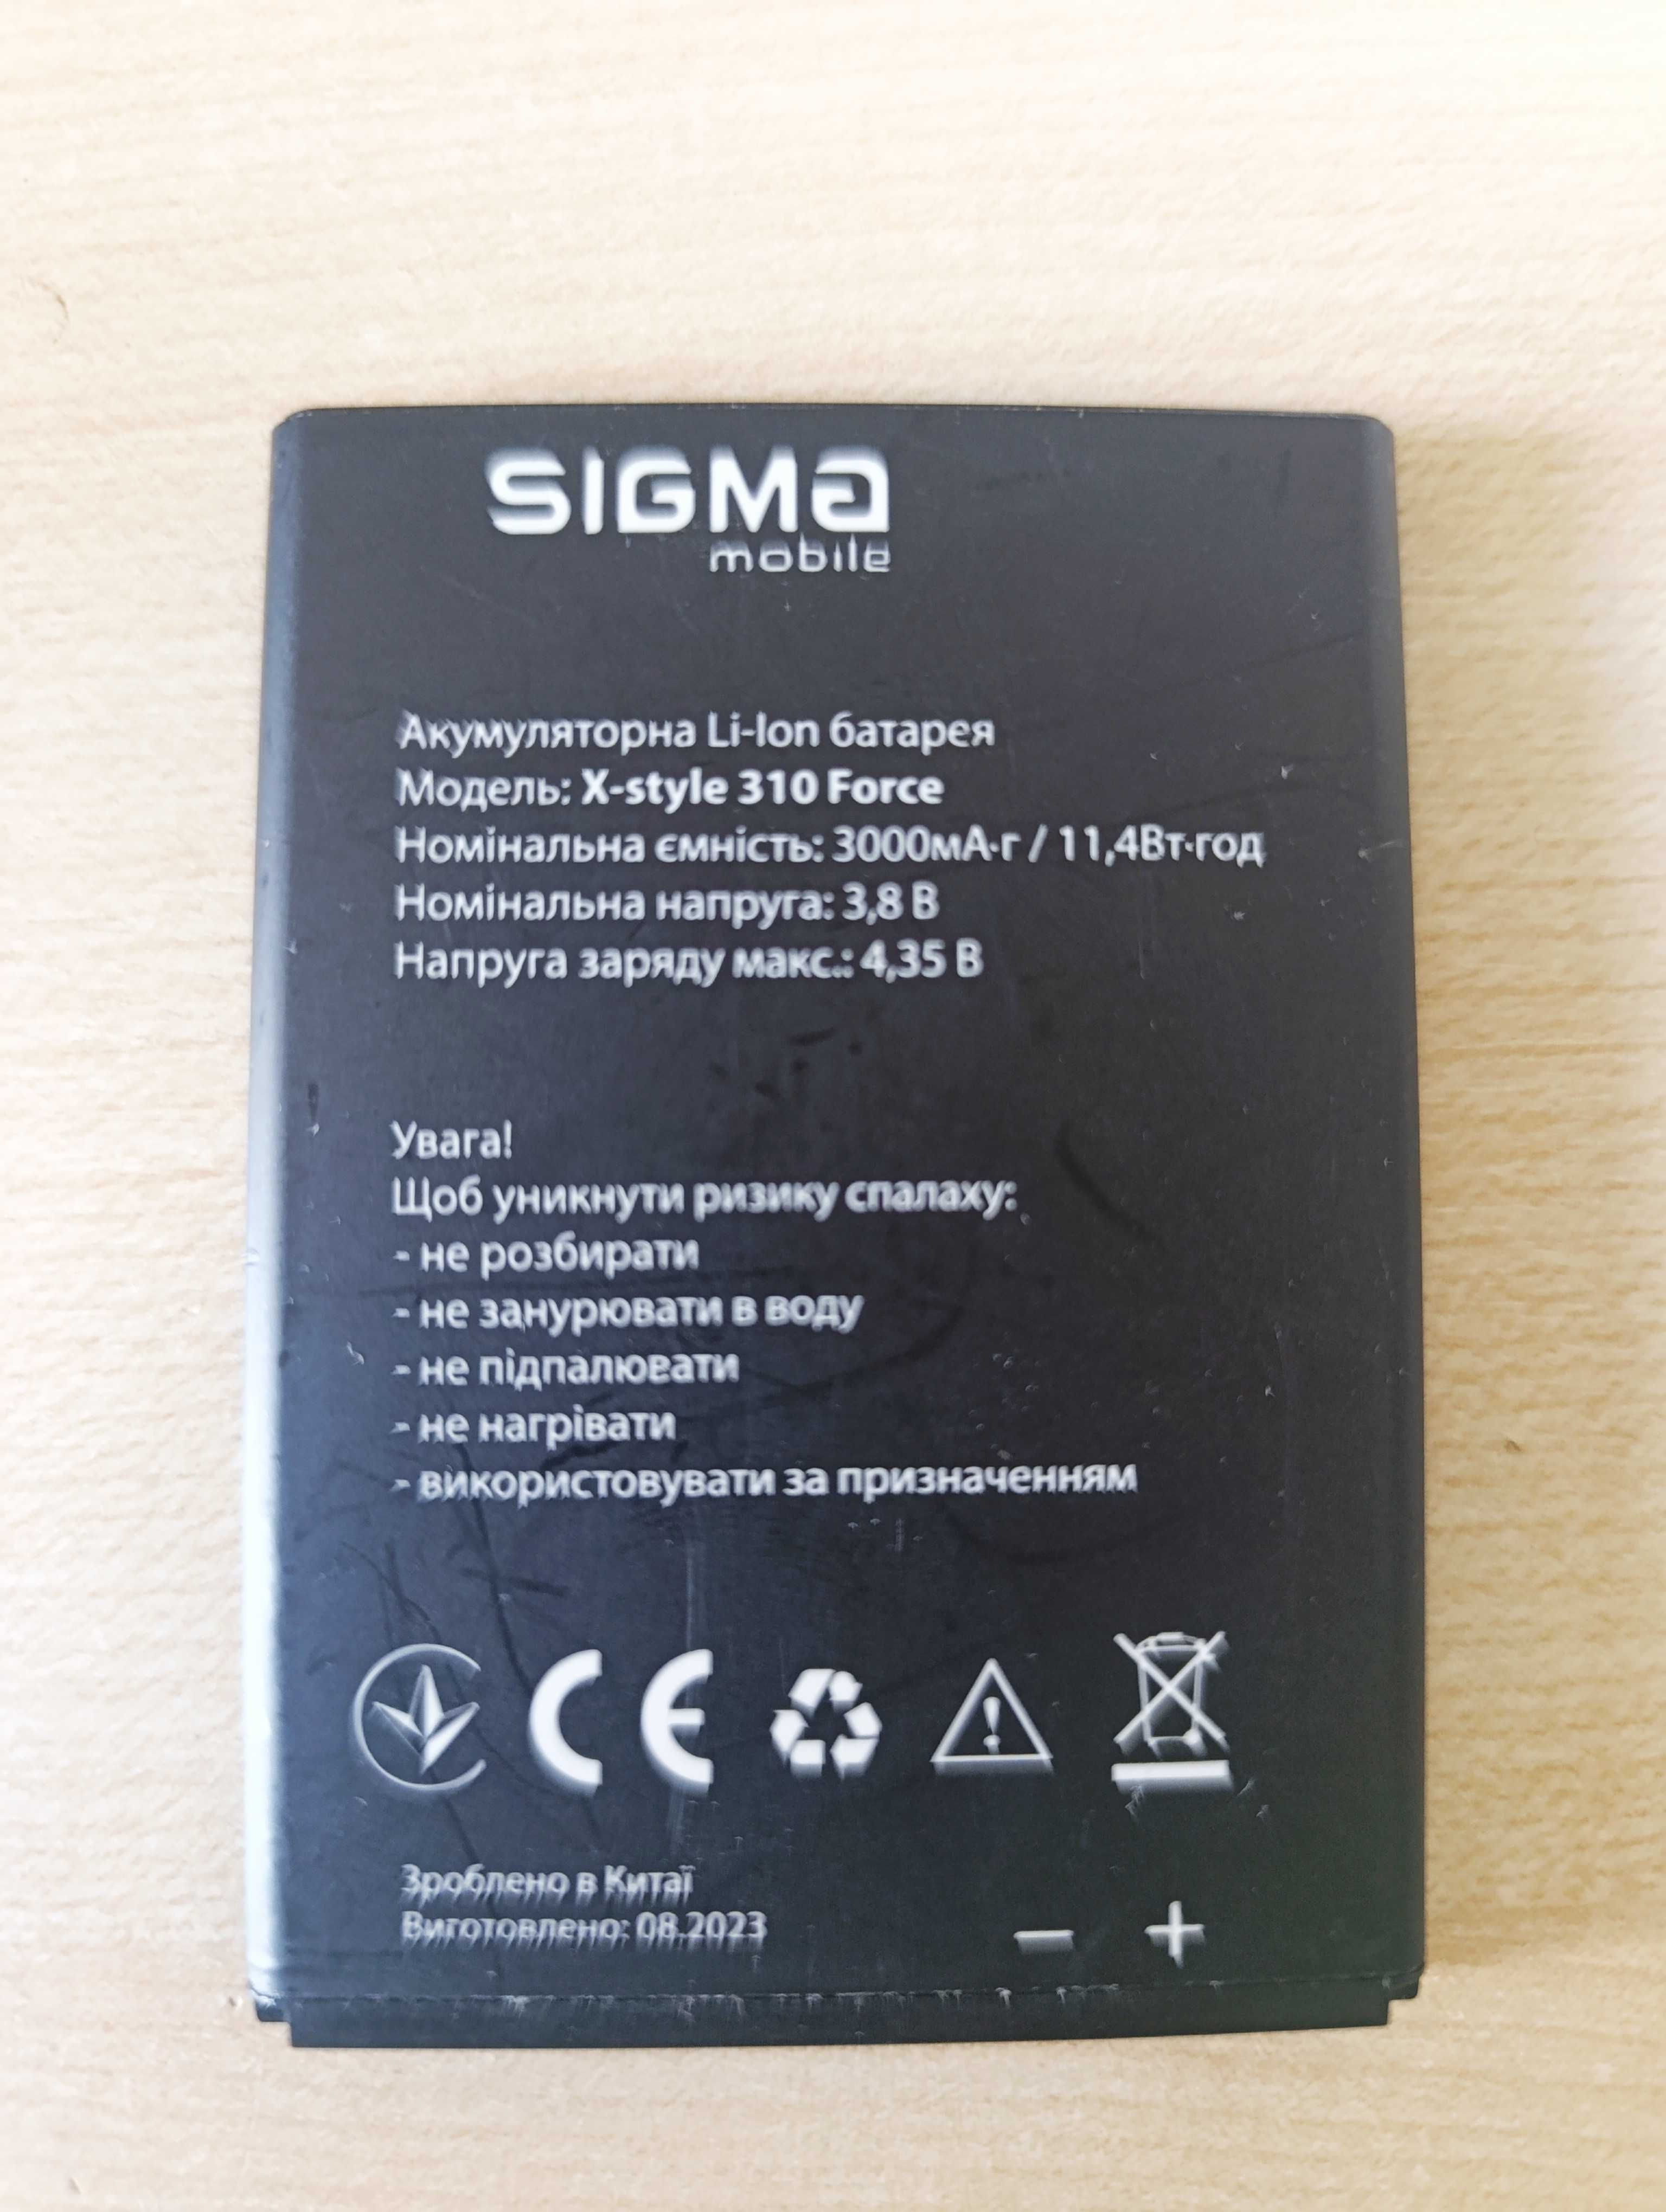 SIGMA
mobile
Акумуляторна Li-Ion батарея
Модель: X-style 310 Force
Номінальна ємність: 3000мА·г / 11,4Вт·год
Номінальна напруга: 3,8 В
Напруга заряду макс.: 4,35 В
Увага!
Щоб уникнути ризику спалаху:
- не розбирати
- не занурювати в воду
- не підпалювати
- не нагрівати
- використовувати за призначенням
CE
Зроблено в Китаї
Виготовлено: 08.2023
− +